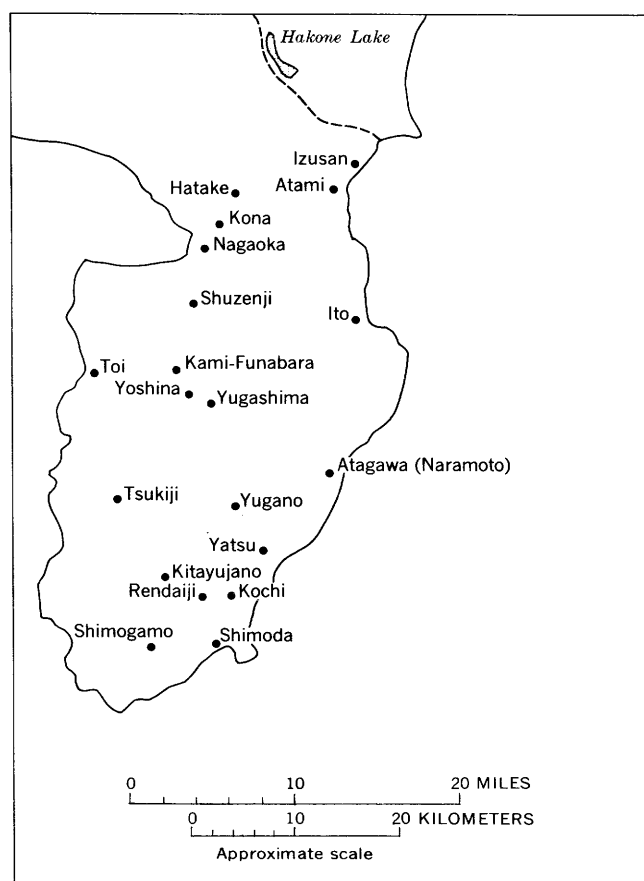 Hakone Lake
Izusan
Hatake
Atami
Kona
Nagaoka
Shuzenji
Ito
Kami-Funabara
Toi
Yoshina
Yugashima
Atagawa (Naramoto)
Tsukiji
Yugano
Yatsu
Kitayujano
Rendaiji
Kochi
Shimogamo
Shimoda
0 10 20 MILES
0 10 20 KILOMETERS
Approximate scale